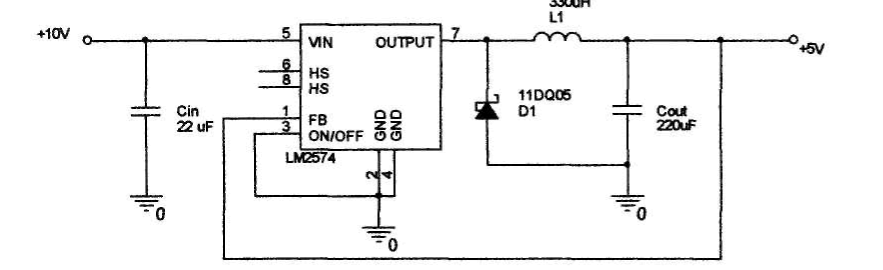 330uH
L1
+10V
5
VIN
OUTPUT
7
+5V
6
HS
8
HS
Cin
22 uF
1
FB
3
ON/OFF
GND
GND
LM2574
2
4
11DQ05
D1
Cout
220uF
0
0
0